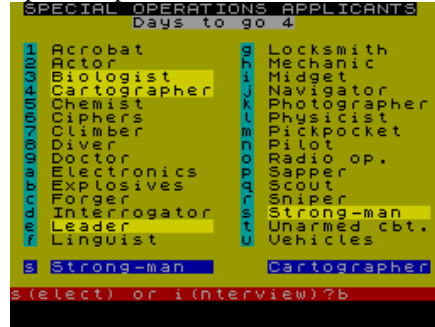 SPECIAL OPERATIONS APPLICANTS
Days to go 4
1 Acrobat g Locksmith
2 Actor h Mechanic
3 Biologist i Midget
4 Cartographer j Navigator
5 Chemist k Photographer
6 Ciphers l Physicist
7 Climber m Pickpocket
8 Diver n Pilot
9 Doctor o Radio op.
a Electronics p Sapper
b Explosives q Scout
c Forger r Sniper
d Interrogator s Strong-man
e Leader t Unarmed cbt.
f Linguist u Vehicles
s Strong-man Cartographer
s(elect) or i(nterview)?b